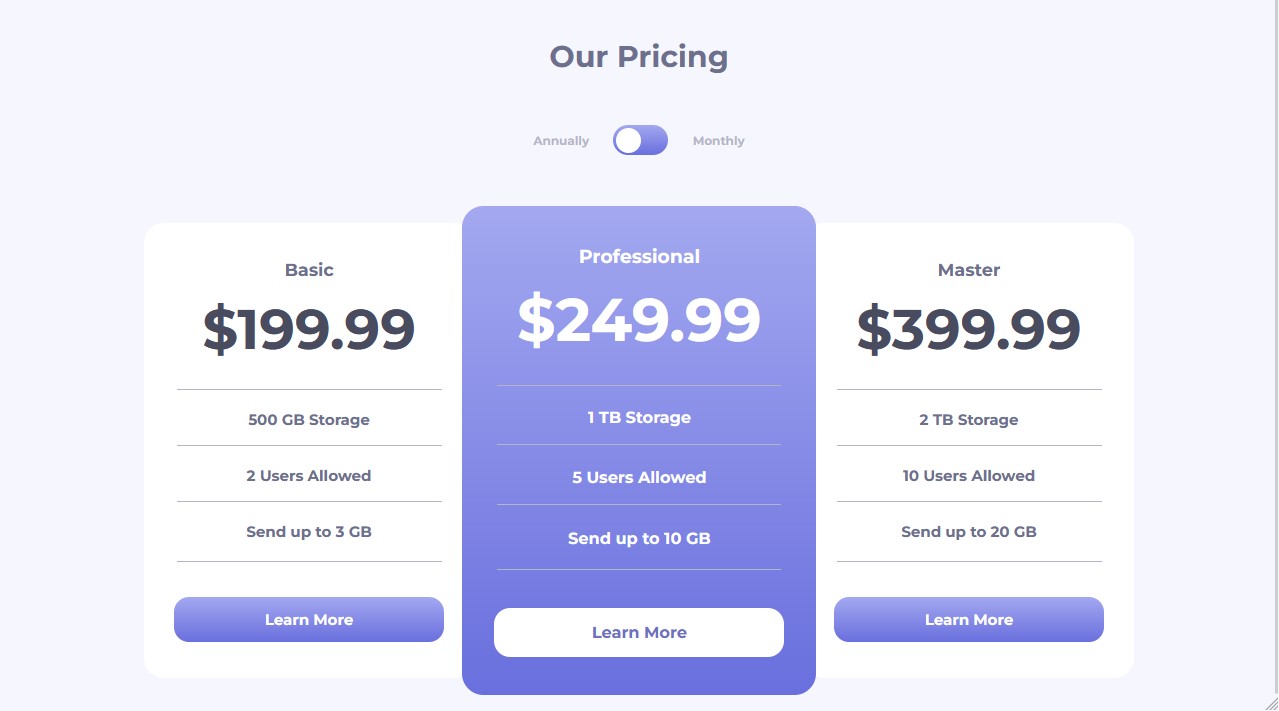 Our Pricing
Annually
Monthly
Basic
$199.99
500 GB Storage
2 Users Allowed
Send up to 3 GB
Learn More
Professional
$249.99
1 TB Storage
5 Users Allowed
Send up to 10 GB
Learn More
Master
$399.99
2 TB Storage
10 Users Allowed
Send up to 20 GB
Learn More